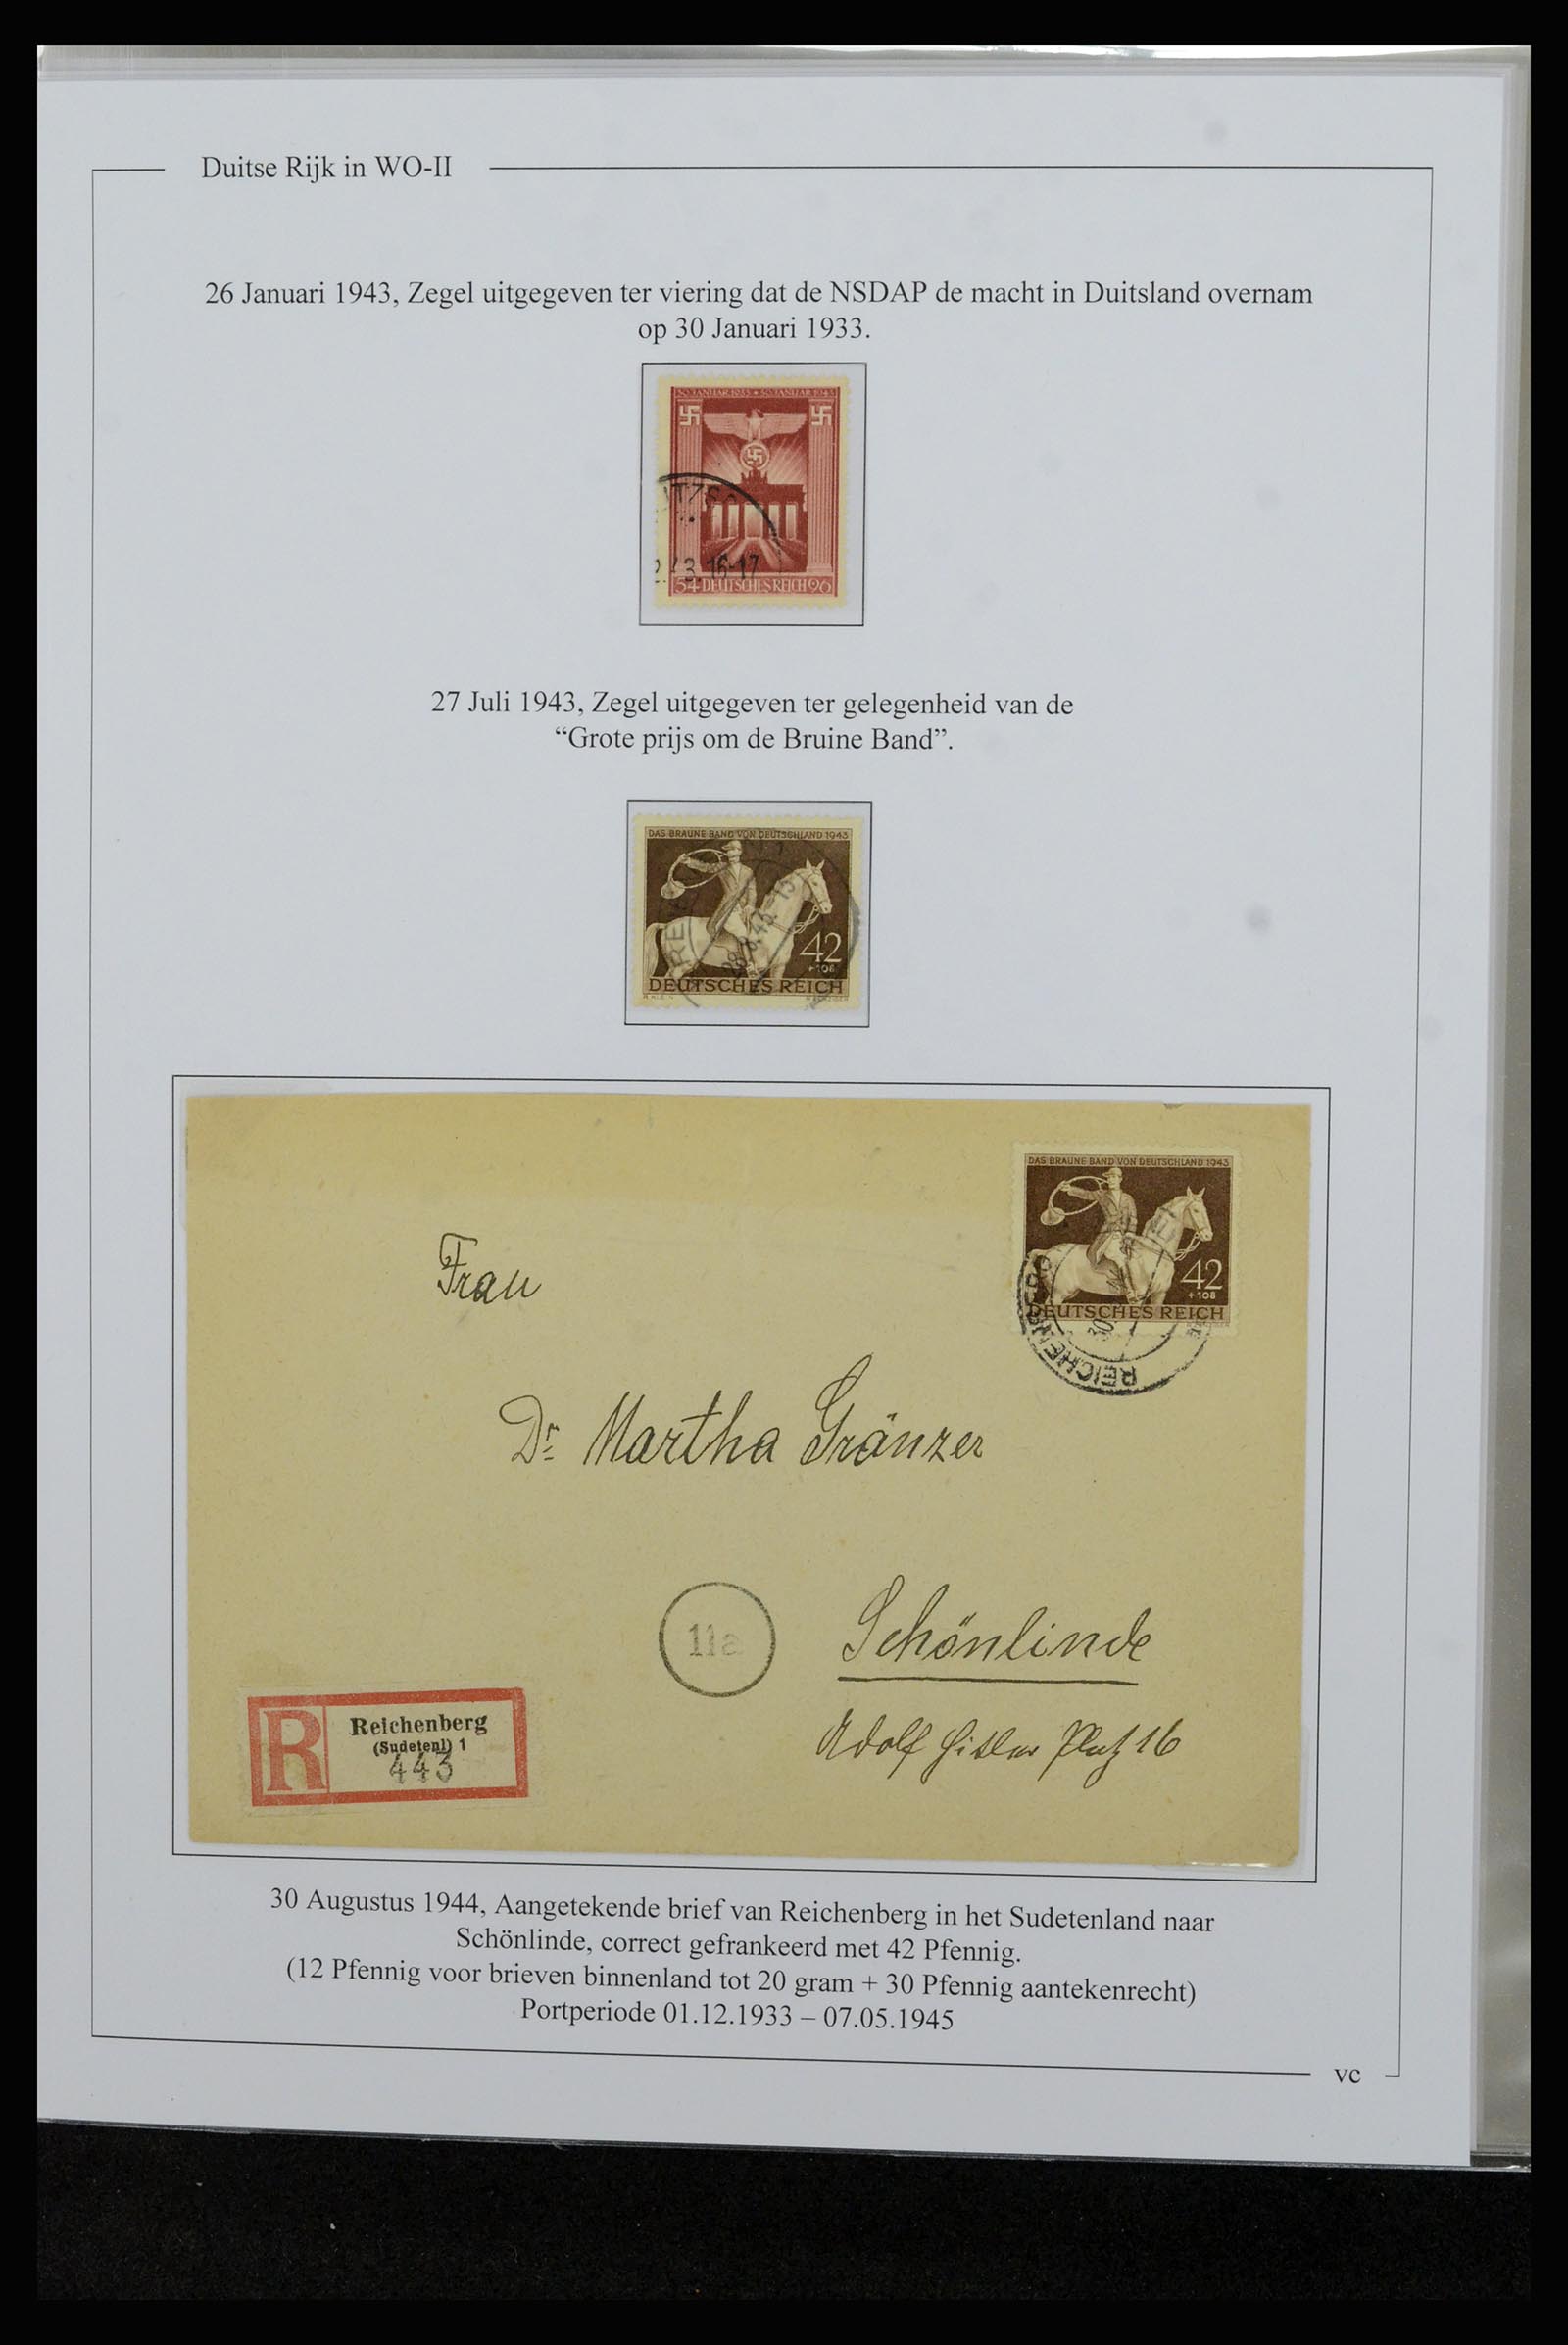 Duitse Rijk in WO-II
26 Januari 1943, Zegel uitgegeven ter viering dat de NSDAP de macht in Duitsland overnam
op 30 Januari 1933.
30.JANUAR 1933 • 30.JANUAR 1943
43.16-17
54 DEUTSCHES REICH 96
27 Juli 1943, Zegel uitgegeven ter gelegenheid van de
“Grote prijs om de Bruine Band”.
DAS BRAUNE BAND VON DEUTSCHLAND 1943
42
+108
DEUTSCHES REICH
DAS BRAUNE BAND VON DEUTSCHLAND 1943
42
+108
DEUTSCHES REICH
REICHENB
30
Frau
Dr. Martha Gränzer
11a
Schönlinde
Adolf Hitler Platz 16
R
Reichenberg
(Sudetenl) 1
443
30 Augustus 1944, Aangetekende brief van Reichenberg in het Sudetenland naar
Schönlinde, correct gefrankeerd met 42 Pfennig.
(12 Pfennig voor brieven binnenland tot 20 gram + 30 Pfennig aantekenrecht)
Portperiode 01.12.1933 – 07.05.1945
vc